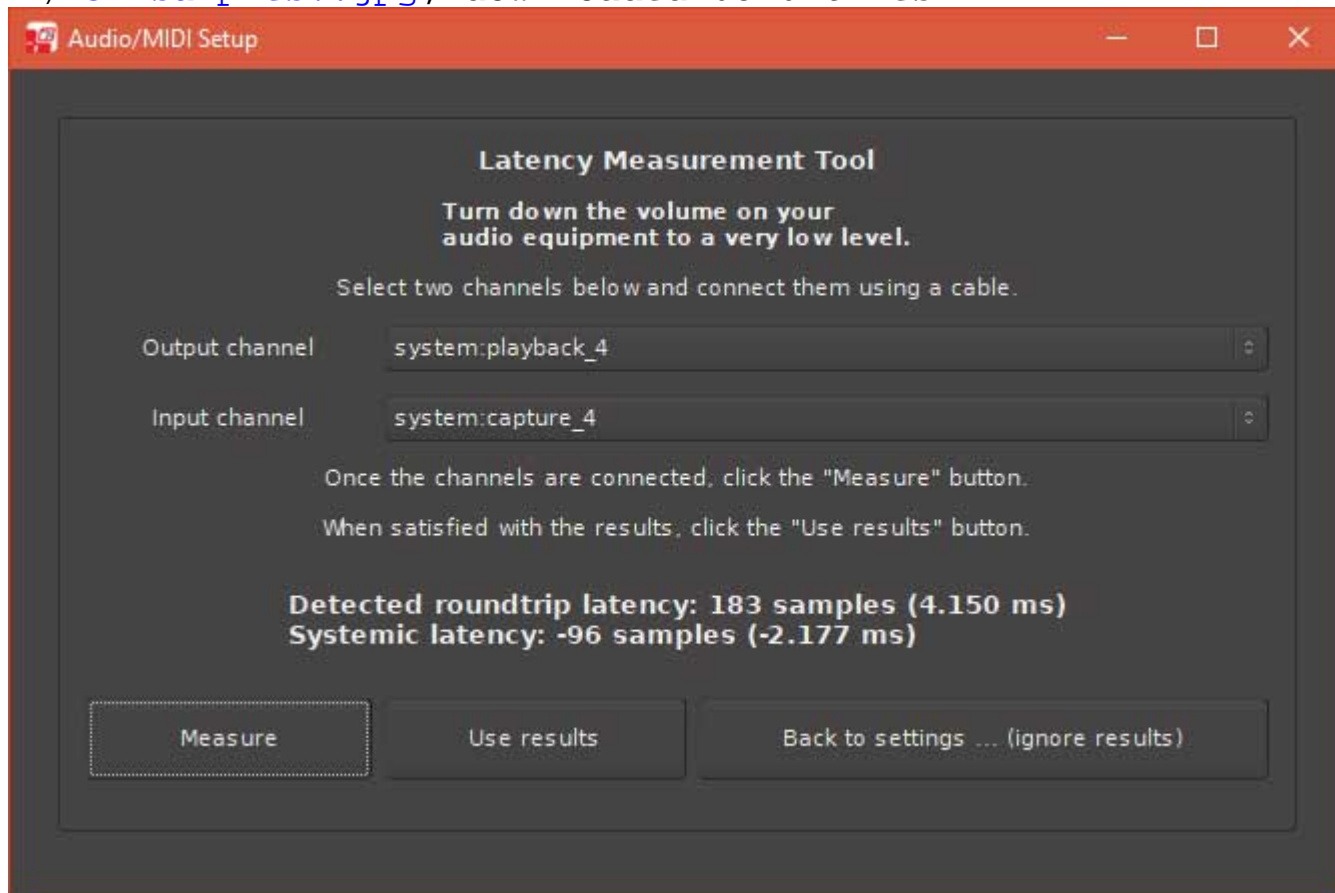 Audio/MIDI Setup
Latency Measurement Tool
Turn down the volume on your
audio equipment to a very low level.
Select two channels below and connect them using a cable.
Output channel system:playback_4
Input channel system:capture_4
Once the channels are connected, click the "Measure" button.
When satisfied with the results, click the "Use results" button.
Detected roundtrip latency: 183 samples (4.150 ms)
Systemic latency: -96 samples (-2.177 ms)
Measure Use results Back to settings ... (ignore results)